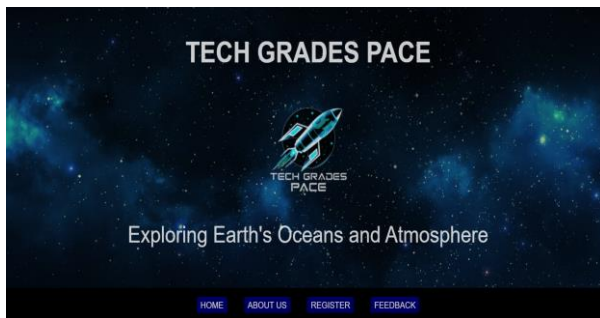 TECH GRADES PACE
TECH GRADES
PACE
Exploring Earth's Oceans and Atmosphere
HOME ABOUT US REGISTER FEEDBACK